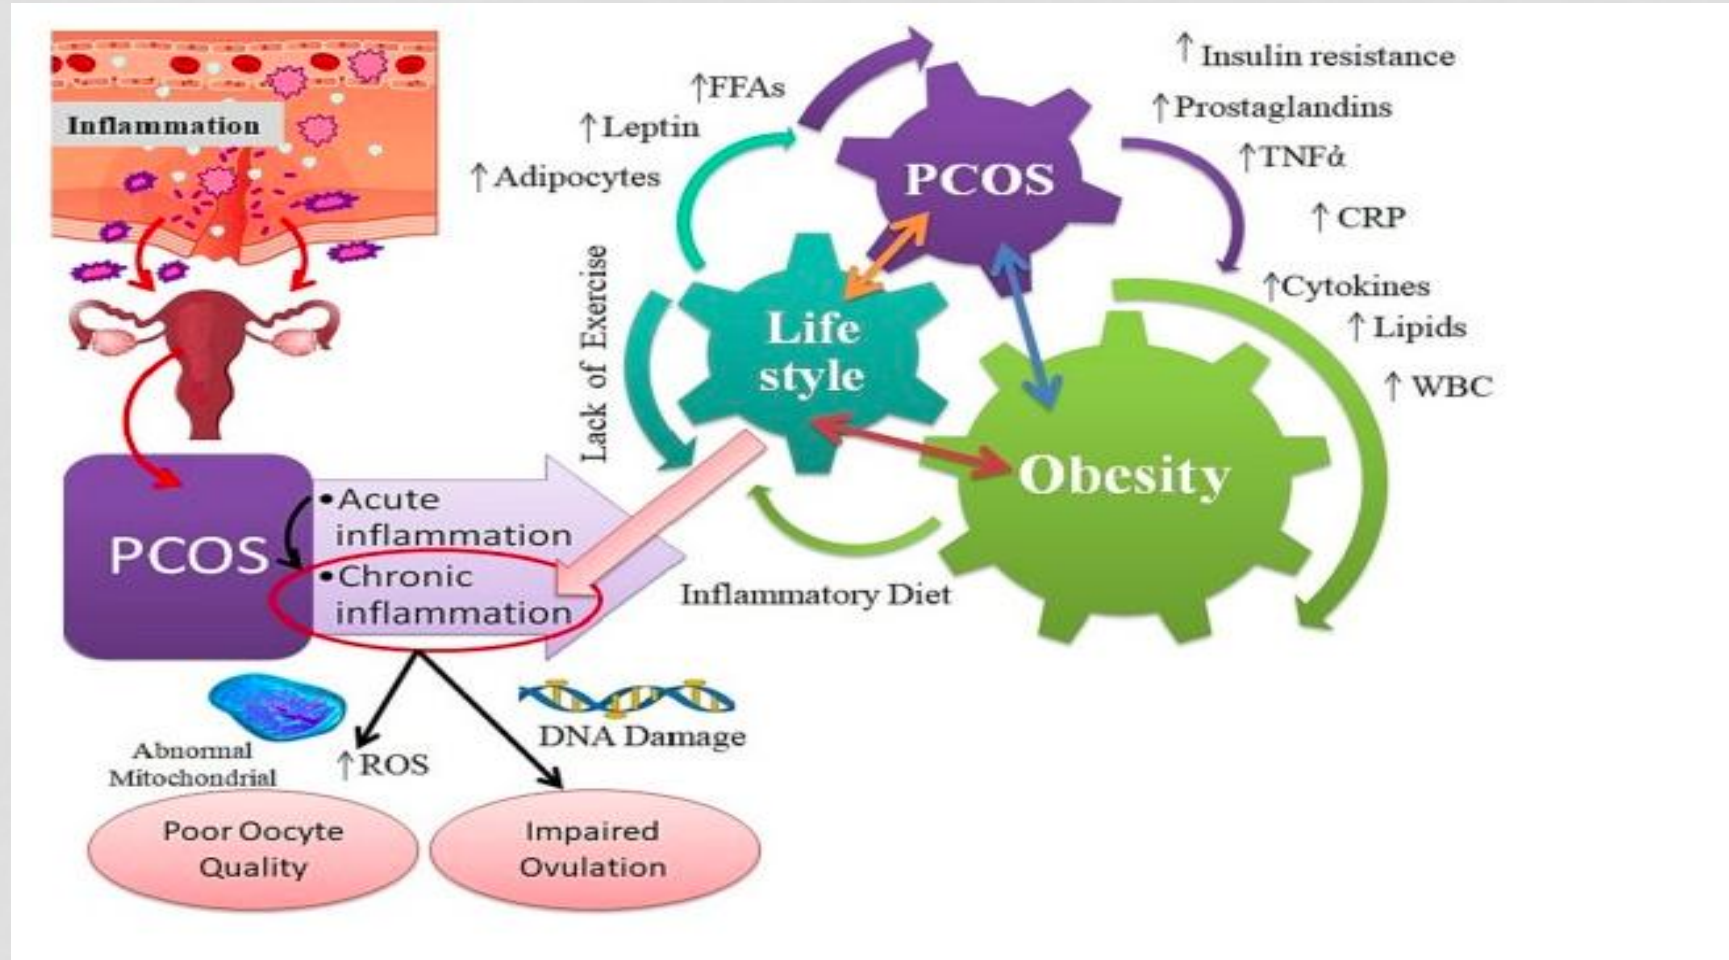 Inflammation
↑FFAs
↑Leptin
↑Adipocytes
↑Insulin resistance
↑Prostaglandins
↑TNFά
↑ CRP
↑Cytokines
↑ Lipids
↑ WBC
PCOS
Life
style
Obesity
Lack of Exercise
Inflammatory Diet
PCOS
•Acute
inflammation
•Chronic
inflammation
Abnormal
Mitochondrial
↑ROS
DNA Damage
Poor Oocyte
Quality
Impaired
Ovulation